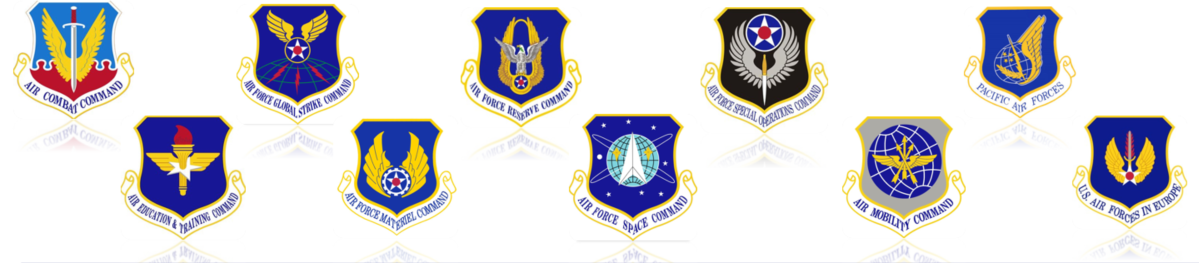 AIR COMBAT COMMAND
AIR FORCE GLOBAL STRIKE COMMAND
AIR FORCE RESERVE COMMAND
AIR FORCE SPECIAL OPERATIONS COMMAND
PACIFIC AIR FORCES
AIR EDUCATION & TRAINING COMMAND
AIR FORCE MATERIEL COMMAND
AIR FORCE SPACE COMMAND
AIR MOBILITY COMMAND
U.S. AIR FORCES IN EUROPE